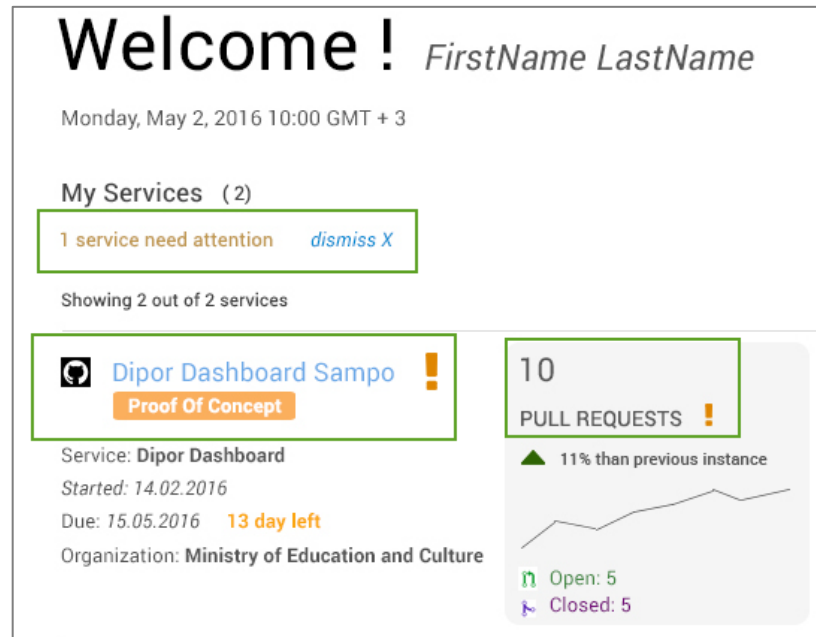 Welcome ! FirstName LastName
Monday, May 2, 2016 10:00 GMT + 3
My Services ( 2)
1 service need attention dismiss X
Showing 2 out of 2 services
Dipor Dashboard Sampo !
Proof Of Concept
Service: Dipor Dashboard
Started: 14.02.2016
Due: 15.05.2016 13 day left
Organization: Ministry of Education and Culture
10
PULL REQUESTS !
11% than previous instance
Open: 5
Closed: 5